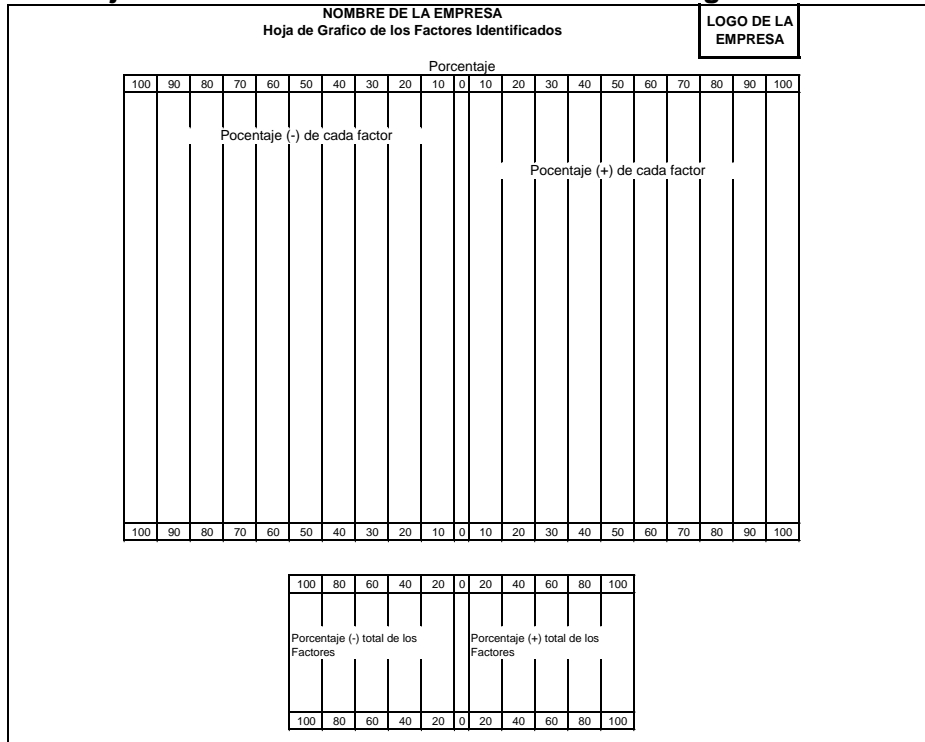 NOMBRE DE LA EMPRESA
Hoja de Grafico de los Factores Identificados
LOGO DE LA
EMPRESA
Porcentaje
100 90 80 70 60 50 40 30 20 10 0 10 20 30 40 50 60 70 80 90 100
Pocentaje (-) de cada factor
Pocentaje (+) de cada factor
100 90 80 70 60 50 40 30 20 10 0 10 20 30 40 50 60 70 80 90 100
100 80 60 40 20 0 20 40 60 80 100
Porcentaje (-) total de los
Factores
Porcentaje (+) total de los
Factores
100 80 60 40 20 0 20 40 60 80 100